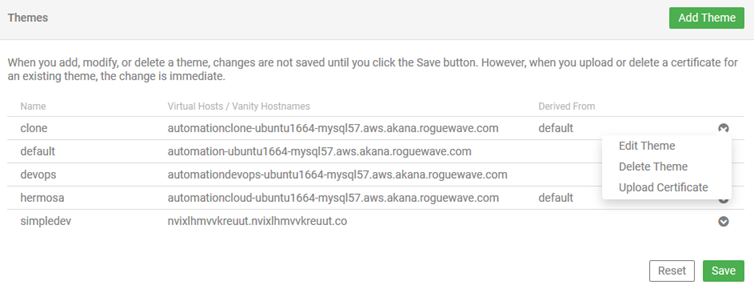 Themes
Add Theme
When you add, modify, or delete a theme, changes are not saved until you click the Save button. However, when you upload or delete a certificate for
an existing theme, the change is immediate.
Name Virtual Hosts / Vanity Hostnames Derived From
clone automationclone-ubuntu1664-mysql57.aws.akana.roguewave.com default
Edit Theme
default automation-ubuntu1664-mysql57.aws.akana.roguewave.com
Delete Theme
devops automationdevops-ubuntu1664-mysql57.aws.akana.roguewave.com
Upload Certificate
hermosa automationcloud-ubuntu1664-mysql57.aws.akana.roguewave.com default
simpledev nvixlhmvvkreuut.nvixlhmvvkreuut.co
Reset Save